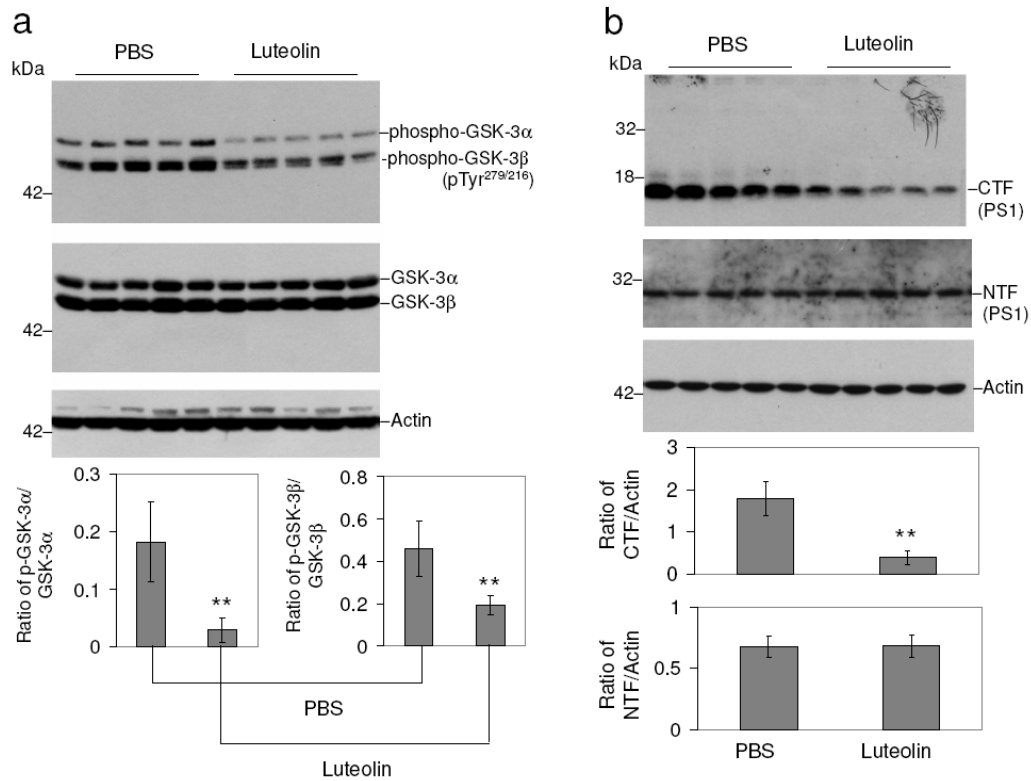 a
PBS
Luteolin
kDa
phospho-GSK-3α
phospho-GSK-3β
(pTyr279/216)
42
GSK-3α
GSK-3β
42
Actin
42
Ratio of p-GSK-3α/
GSK-3α
0.3
0.2
0.1
0
**
Ratio of p-GSK-3β/
GSK-3β
0.8
0.6
0.4
0.2
0
**
PBS
Luteolin
b
PBS
Luteolin
kDa
32
18
CTF
(PS1)
32
NTF
(PS1)
42
Actin
Ratio of
CTF/Actin
3
2
1
0
**
Ratio of
NTF/Actin
1
0.5
0
PBS
Luteolin